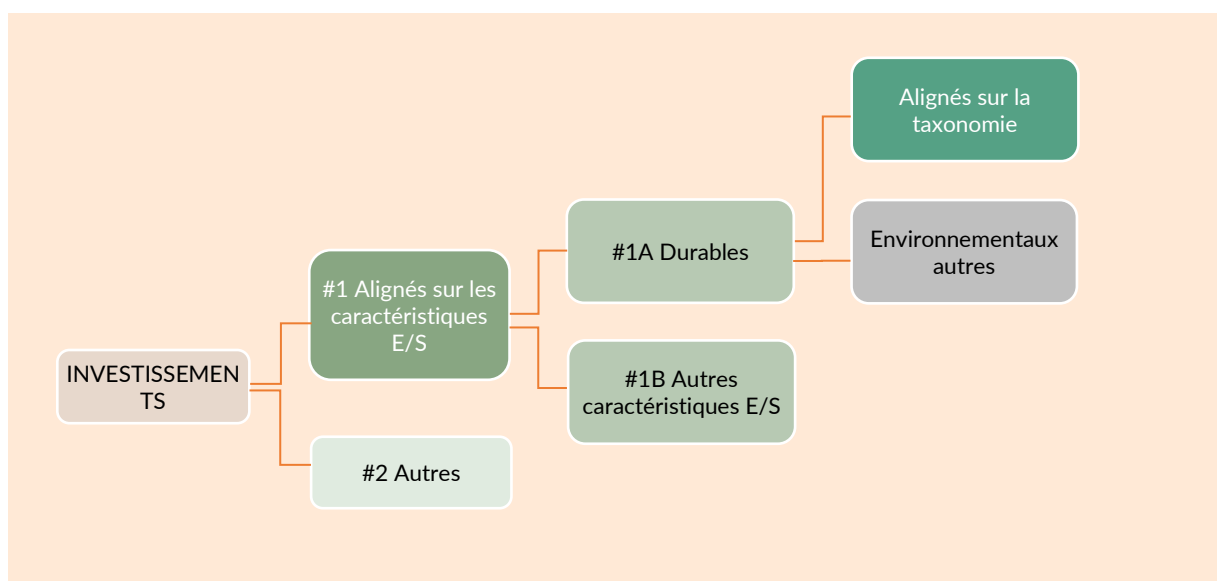 INVESTISSEMEN
TS
#1 Alignés sur les
caractéristiques
E/S
#2 Autres
#1A Durables
#1B Autres
caractéristiques E/S
Alignés sur la
taxonomie
Environnementaux
autres